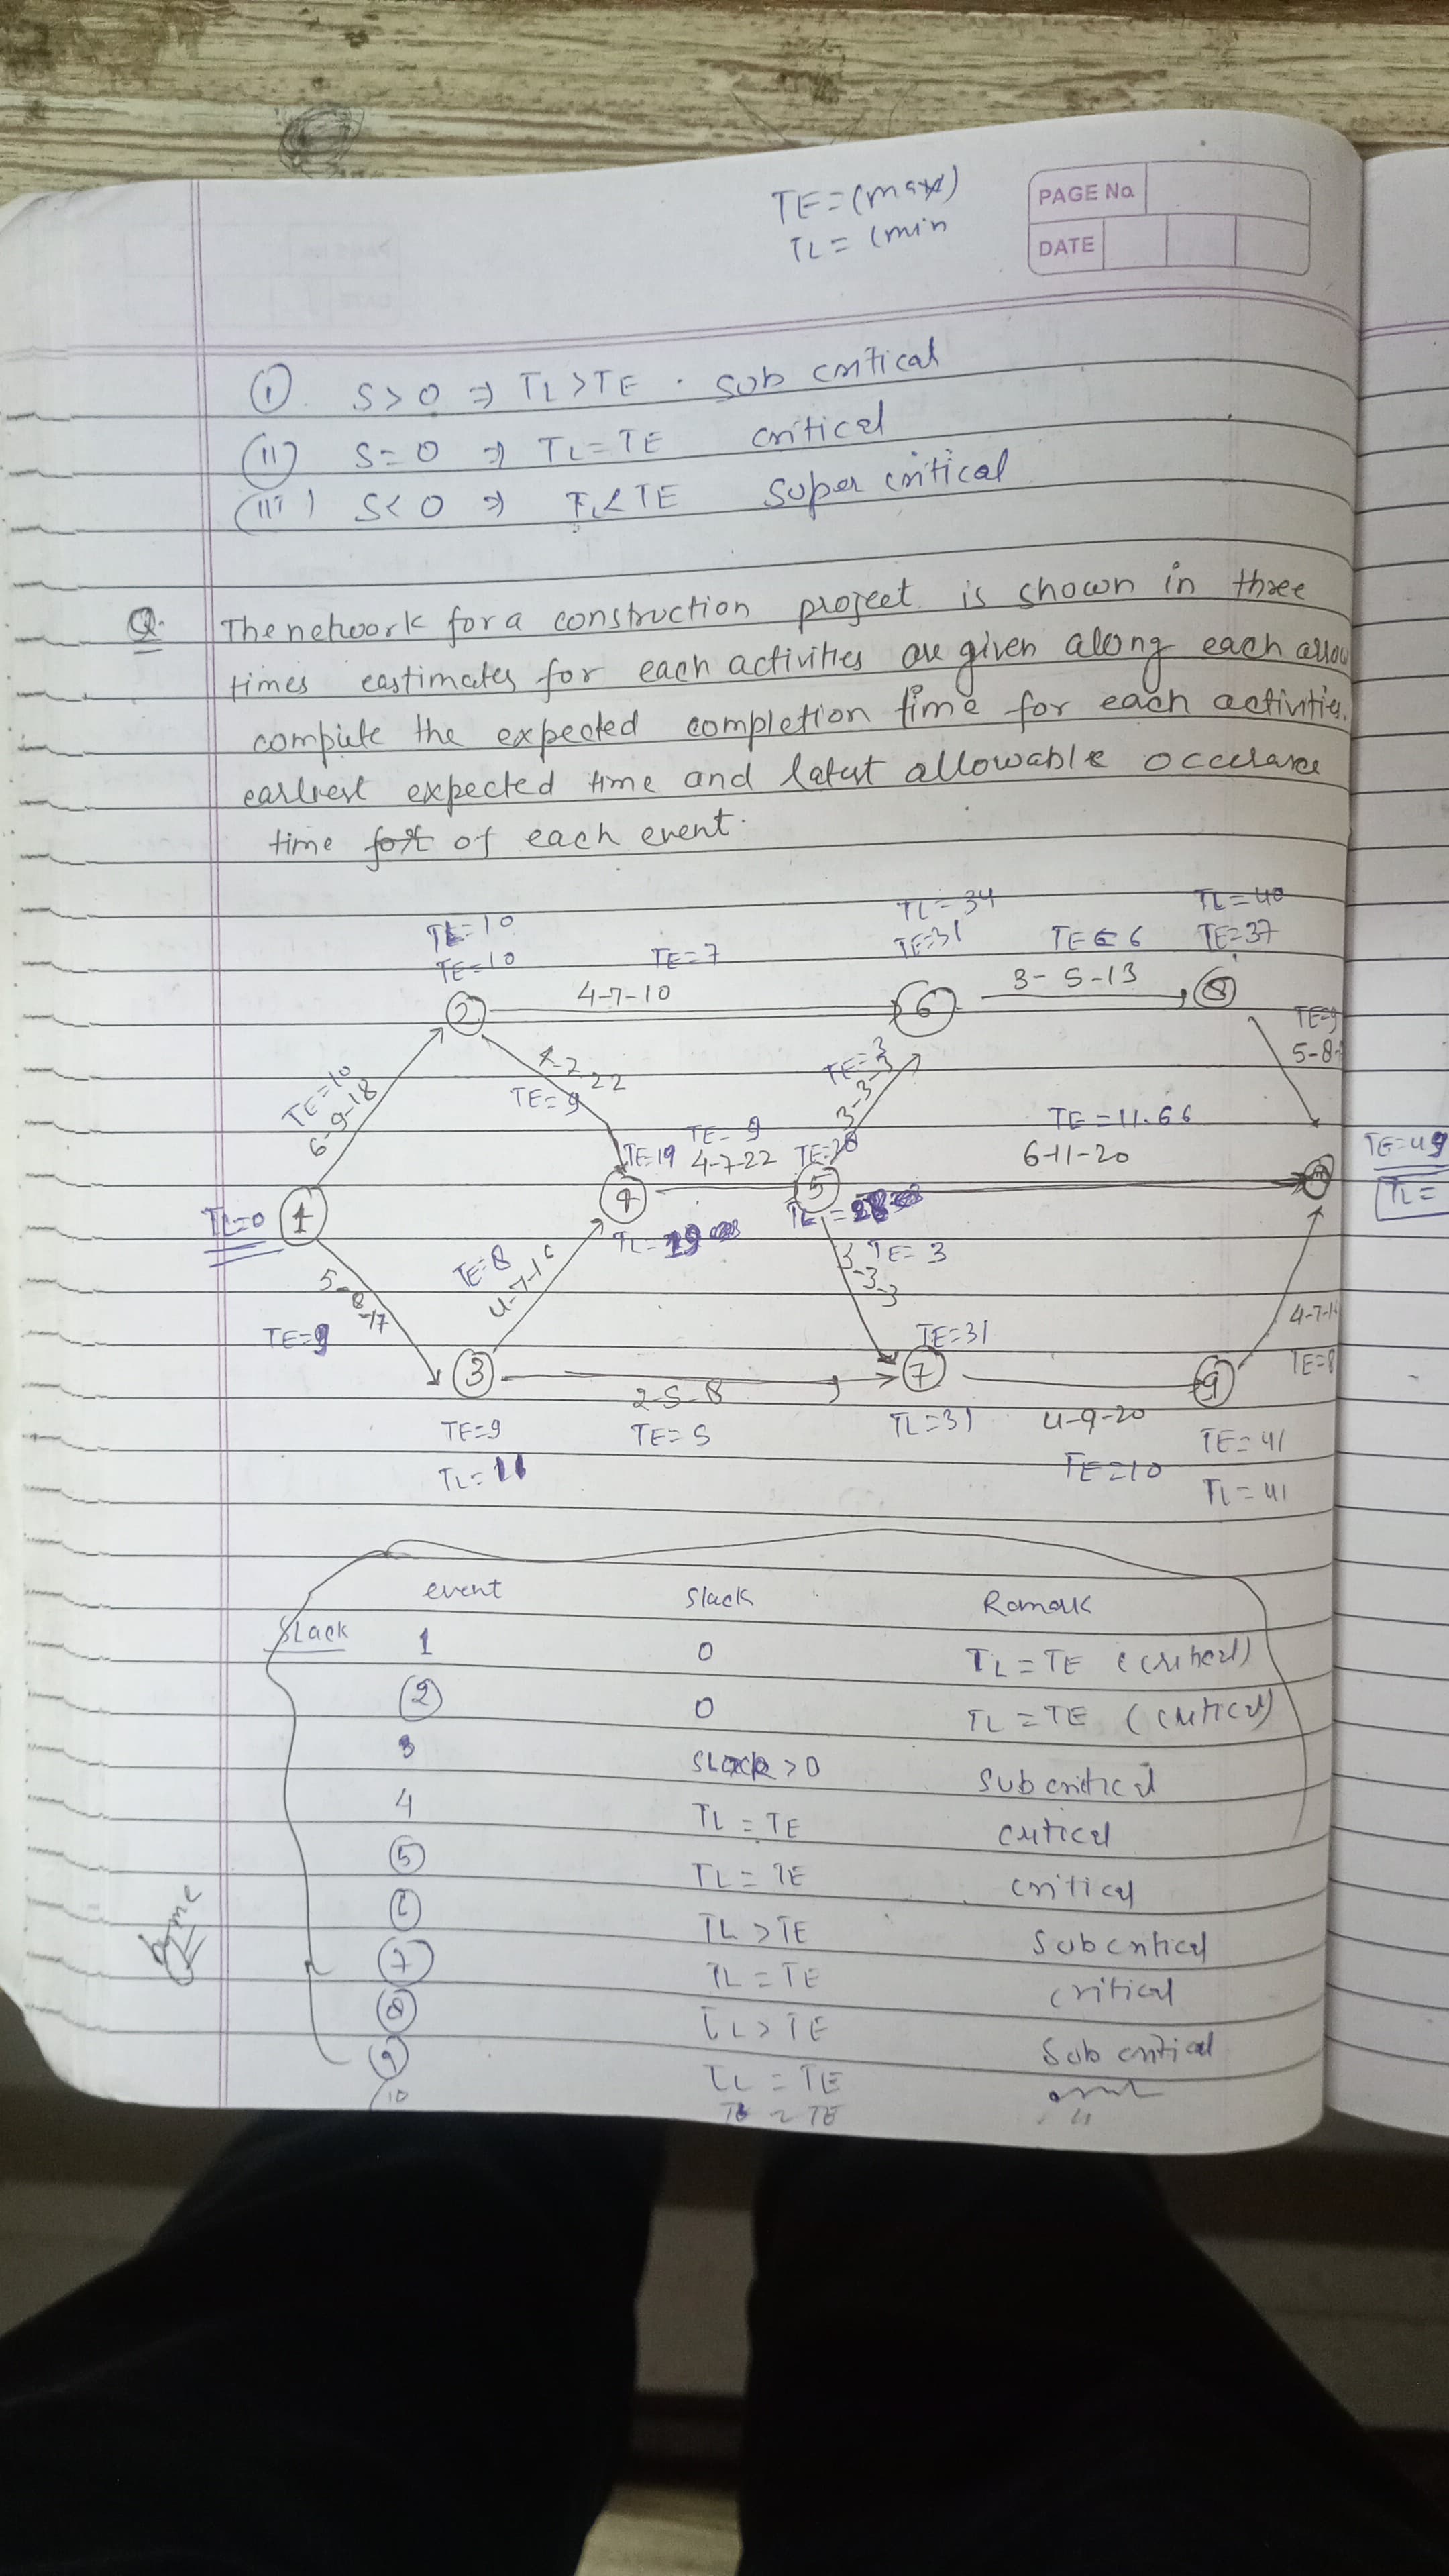 TE=(max)
TL=(min
PAGE No
DATE
(i) S>0 ⇒ TL>TE . sub critical
(ii) S=0 ⇒ TL=TE critical
(iii) S<0 ⇒ TL<TE super critical
Q. The network for a construction project is shown in three
times eastimates for each activities are given along each arrow
compute the expected completion time for each activities.
earliest expected time and latest allowable occurance
time for of each event.
TL=10
TE=10
TE=7
TL=34
TE=31
TE=6
TL=40
TE=37
2
4-7-10
6
3-5-13
8
TE=9
5-8-
TE=10
6-9-18
-7-22
TE=9
TE=3
3-3-3
TE=11.66
6-11-20
TE=19
TE=9
4-7-22
TE=28
TE=49
TL=
TL=0
1
4
5
TL=19
TL=28
5-8-17
TE=9
TE=8
4-7-16
3-3-3
TE=3
4-7-1
TE=8
3
2-5-8
TE=31
7
9
TE=9
TL=11
TE=5
TL=31
4-9-20
TE=10
TE=41
TL=41
event slack Romark
SLack 1 0 TL=TE (critical)
2 0 TL=TE (critical)
3 slack>0 subcritical
4 TL=TE critical
5 TL=TE critical
6 TL>TE subcritical
7 TL=TE critical
8 TL>TE Sub critical
9 TL=TE
10 TL=TE "